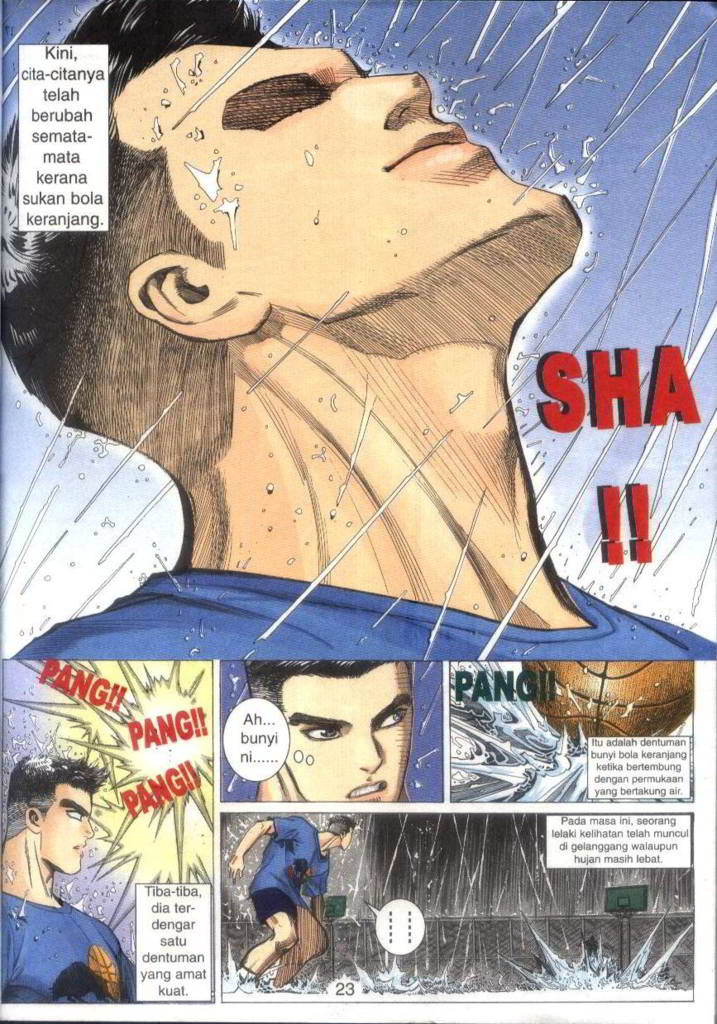 Kini,
cita-citanya
telah
berubah
semata-
mata
kerana
sukan bola
keranjang.
SHA
!!
PANG!!
PANG!!
PANG!!
Tiba-tiba,
dia ter-
dengar
satu
dentuman
yang amat
kuat.
Ah...
bunyi
ni......
PANG!!
Itu adalah dentuman
bunyi bola keranjang
ketika bertembung
dengan permukaan
yang bertakung air.
Pada masa ini, seorang
lelaki kelihatan telah muncul
di gelanggang walaupun
hujan masih lebat.
23